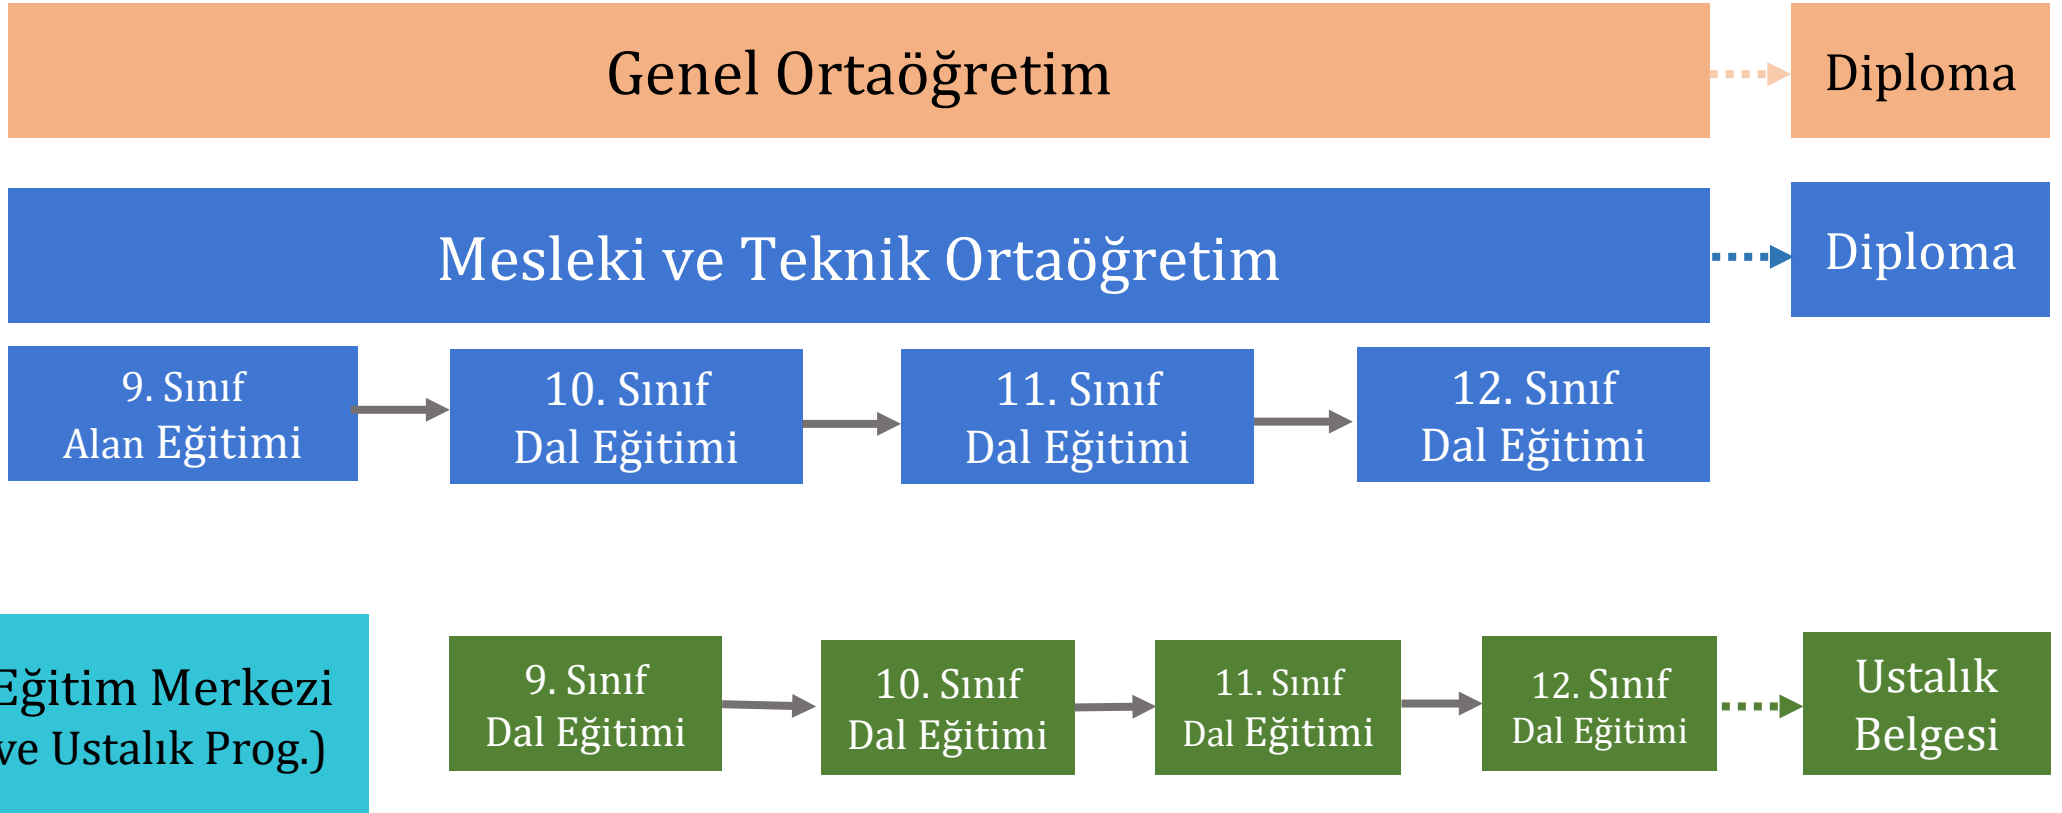 Genel Ortaöğretim
Diploma
Mesleki ve Teknik Ortaöğretim
Diploma
9. Sınıf
Alan Eğitimi
10. Sınıf
Dal Eğitimi
11. Sınıf
Dal Eğitimi
12. Sınıf
Dal Eğitimi
Eğitim Merkezi
ve Ustalık Prog.)
9. Sınıf
Dal Eğitimi
10. Sınıf
Dal Eğitimi
11. Sınıf
Dal Eğitimi
12. Sınıf
Dal Eğitimi
Ustalık
Belgesi